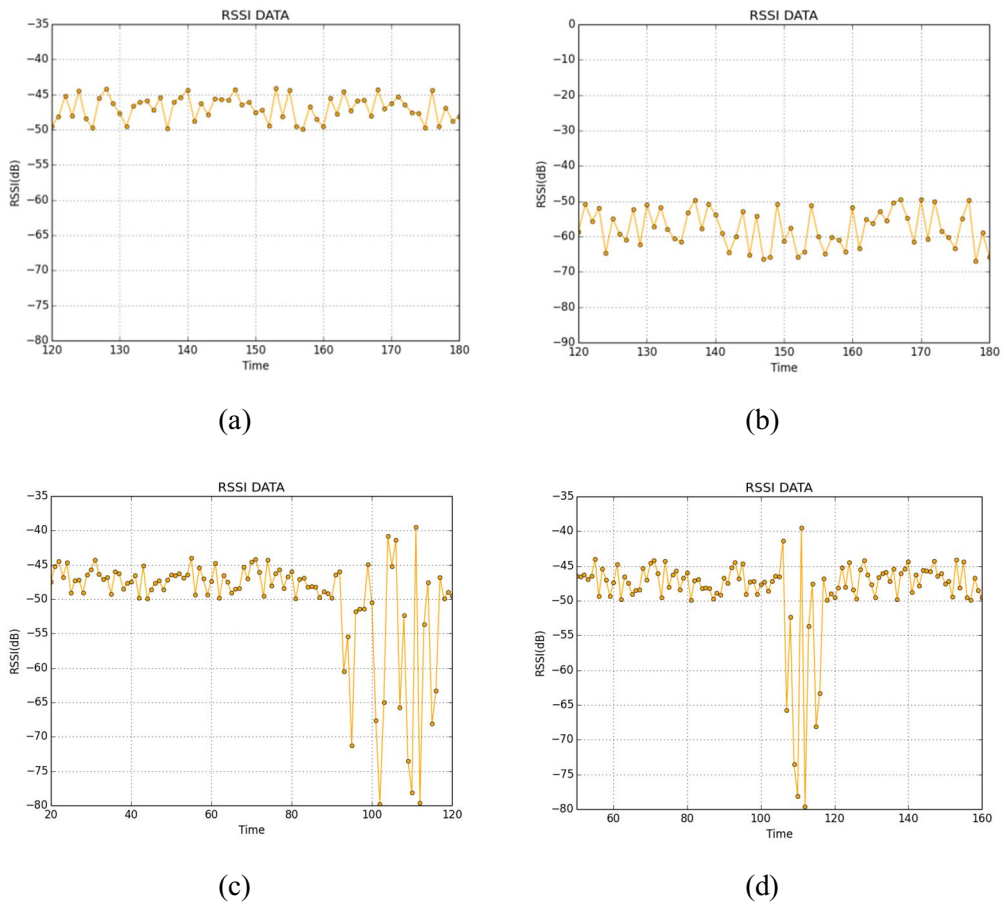 RSSI DATA
−35
−40
−45
−50
−55
−60
−65
−70
−75
−80
RSSI(dB)
120 130 140 150 160 170 180
Time
(a)
RSSI DATA
0
−10
−20
−30
−40
−50
−60
−70
−80
−90
RSSI(dB)
120 130 140 150 160 170 180
Time
(b)
RSSI DATA
−35
−40
−45
−50
−55
−60
−65
−70
−75
−80
RSSI(dB)
20 40 60 80 100 120
Time
(c)
RSSI DATA
−35
−40
−45
−50
−55
−60
−65
−70
−75
−80
RSSI(dB)
60 80 100 120 140 160
Time
(d)